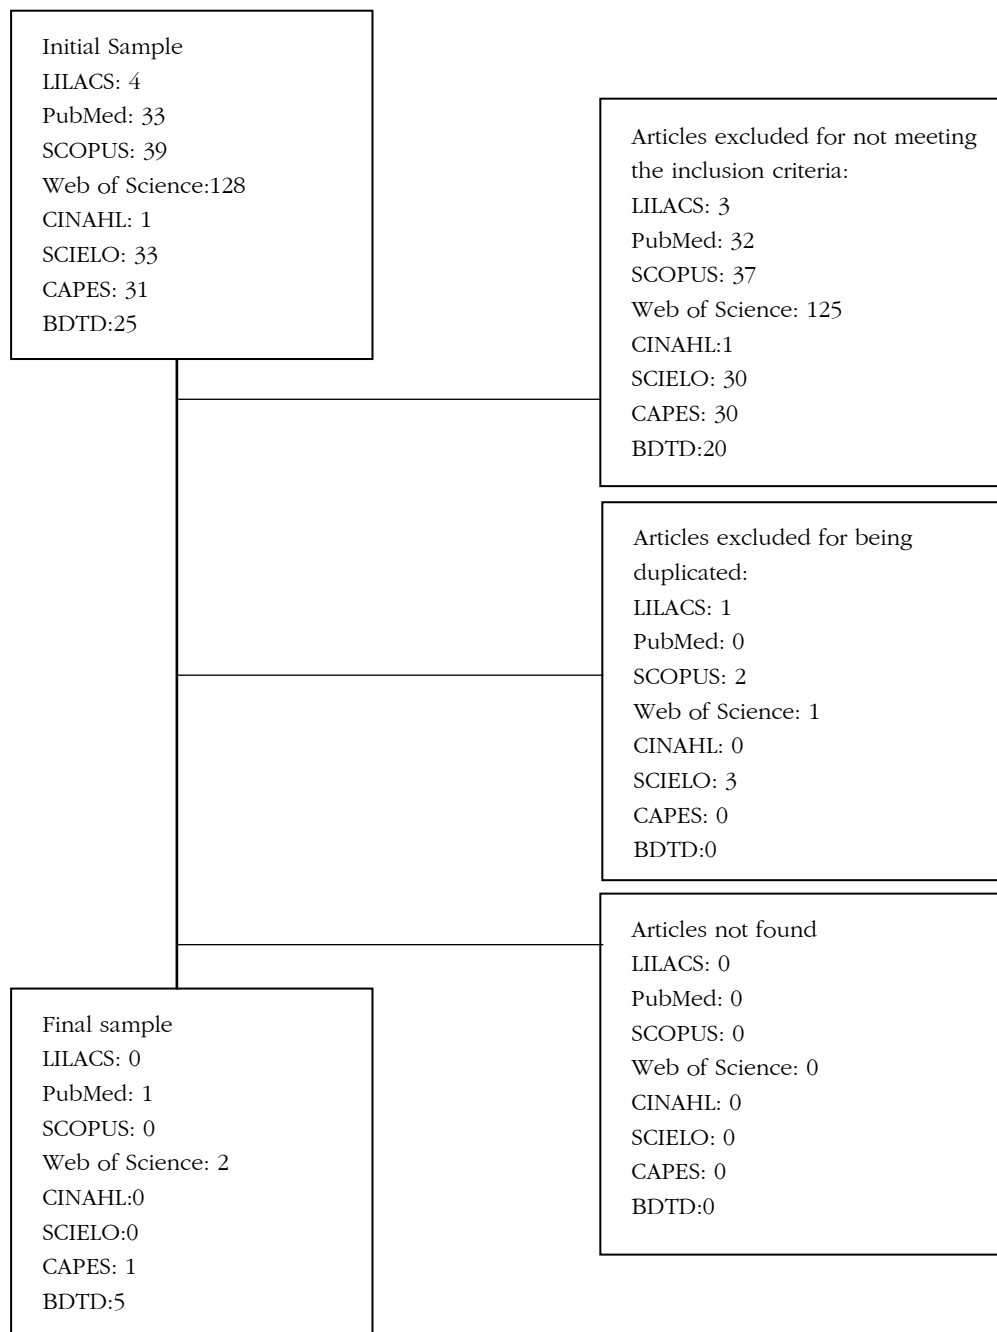 Initial Sample
LILACS: 4
PubMed: 33
SCOPUS: 39
Web of Science:128
CINAHL: 1
SCIELO: 33
CAPES: 31
BDTD:25
Articles excluded for not meeting
the inclusion criteria:
LILACS: 3
PubMed: 32
SCOPUS: 37
Web of Science: 125
CINAHL:1
SCIELO: 30
CAPES: 30
BDTD:20
Articles excluded for being
duplicated:
LILACS: 1
PubMed: 0
SCOPUS: 2
Web of Science: 1
CINAHL: 0
SCIELO: 3
CAPES: 0
BDTD:0
Articles not found
LILACS: 0
PubMed: 0
SCOPUS: 0
Web of Science: 0
CINAHL: 0
SCIELO: 0
CAPES: 0
BDTD:0
Final sample
LILACS: 0
PubMed: 1
SCOPUS: 0
Web of Science: 2
CINAHL:0
SCIELO:0
CAPES: 1
BDTD:5